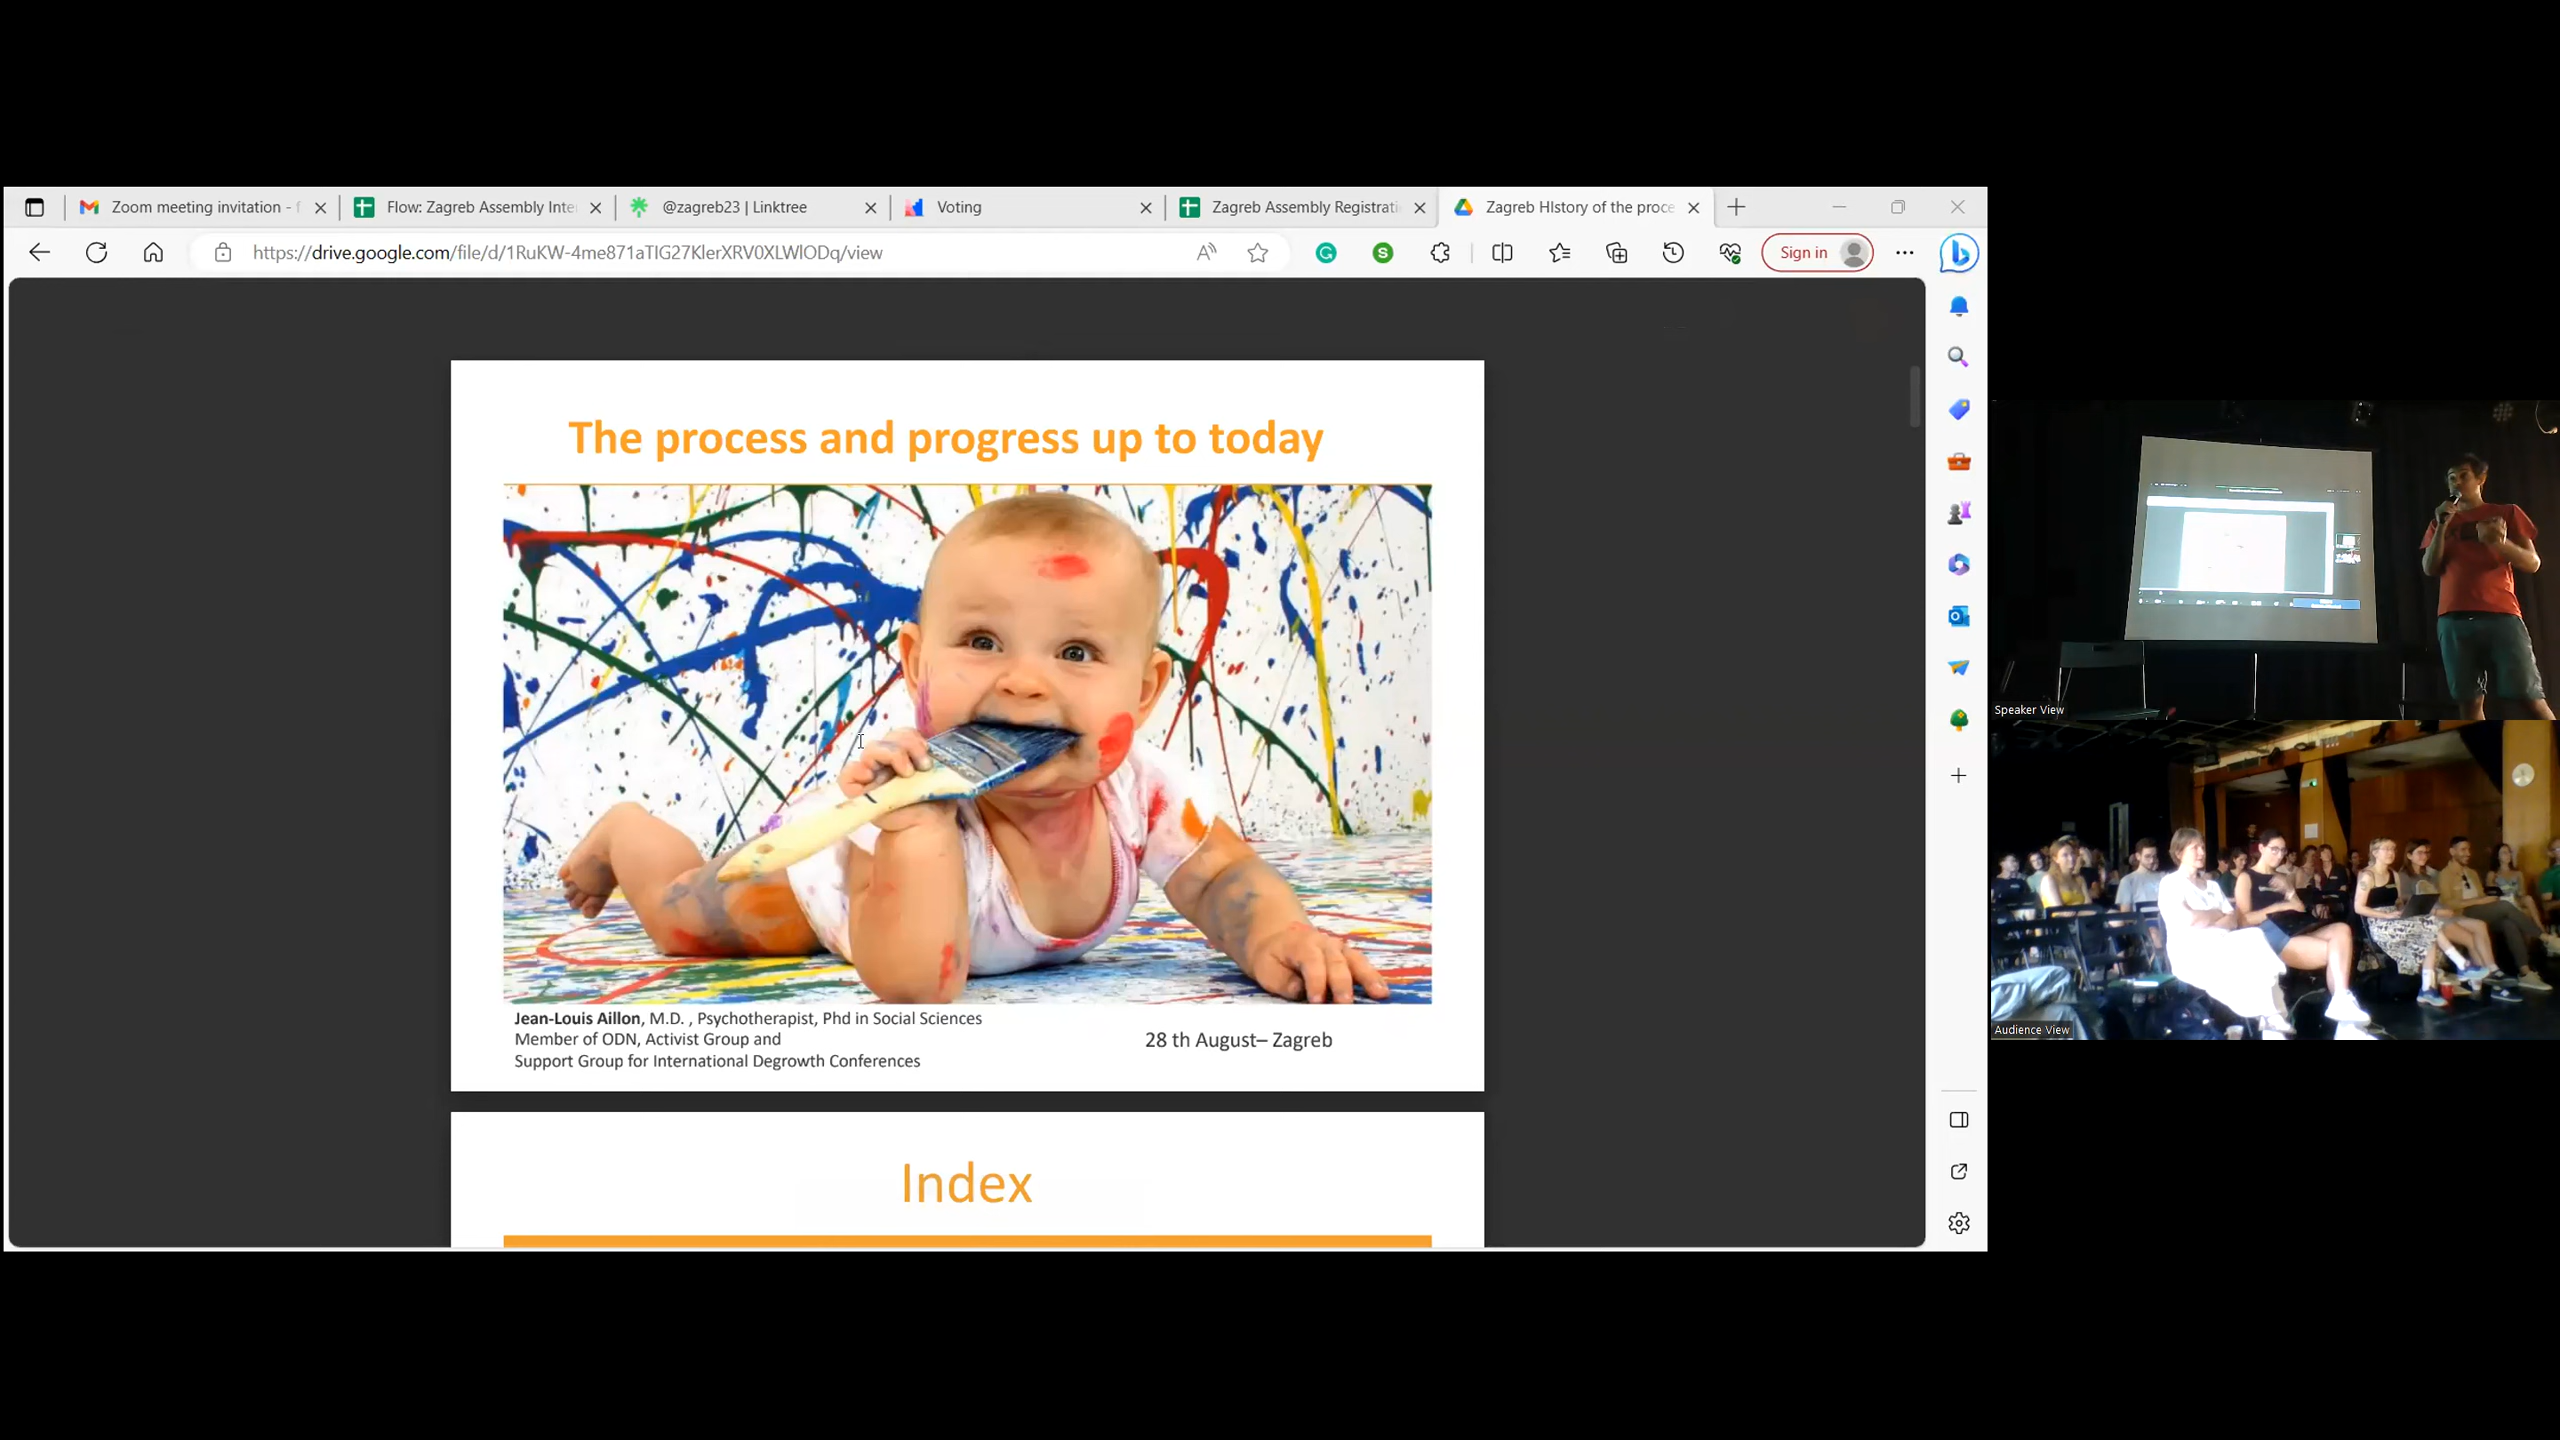 Zoom meeting invitation - f
Flow: Zagreb Assembly Inte
@zagreb23 | Linktree
Voting
Zagreb Assembly Registrati
Zagreb HIstory of the proce
https://drive.google.com/file/d/1RuKW-4me871aTIG27KlerXRV0XLWlODq/view
Sign in
The process and progress up to today
Jean-Louis Aillon, M.D. , Psychotherapist, Phd in Social Sciences
Member of ODN, Activist Group and
Support Group for International Degrowth Conferences
28 th August– Zagreb
Index
Speaker View
Audience View